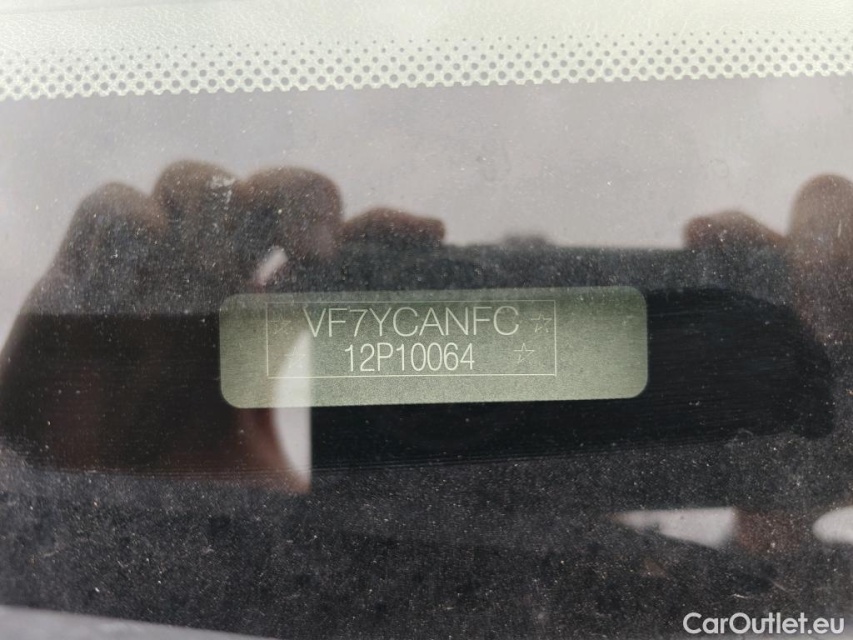 ☆ VF7YCANFC ☆
12P10064 ☆
CarOutlet.eu